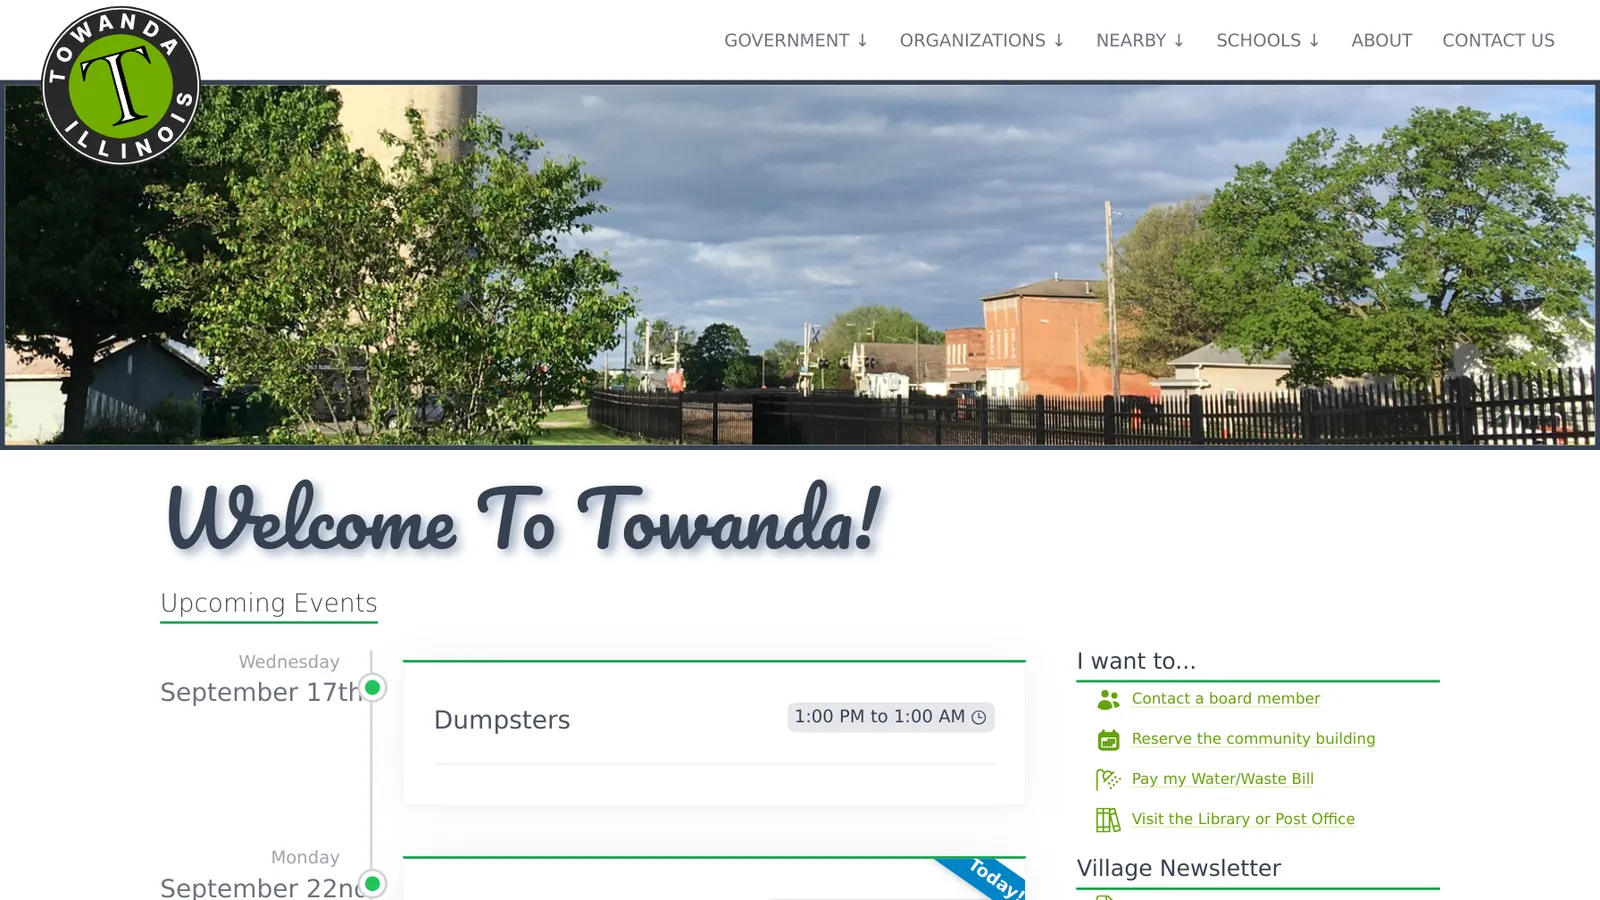 TOWANDA
T
ILLINOIS
GOVERNMENT ↓
ORGANIZATIONS ↓
NEARBY ↓
SCHOOLS ↓
ABOUT
CONTACT US
Welcome To Towanda!
Upcoming Events
Wednesday
September 17th
Dumpsters
1:00 PM to 1:00 AM
Monday
September 22nd
Today!
I want to...
Contact a board member
Reserve the community building
Pay my Water/Waste Bill
Visit the Library or Post Office
Village Newsletter